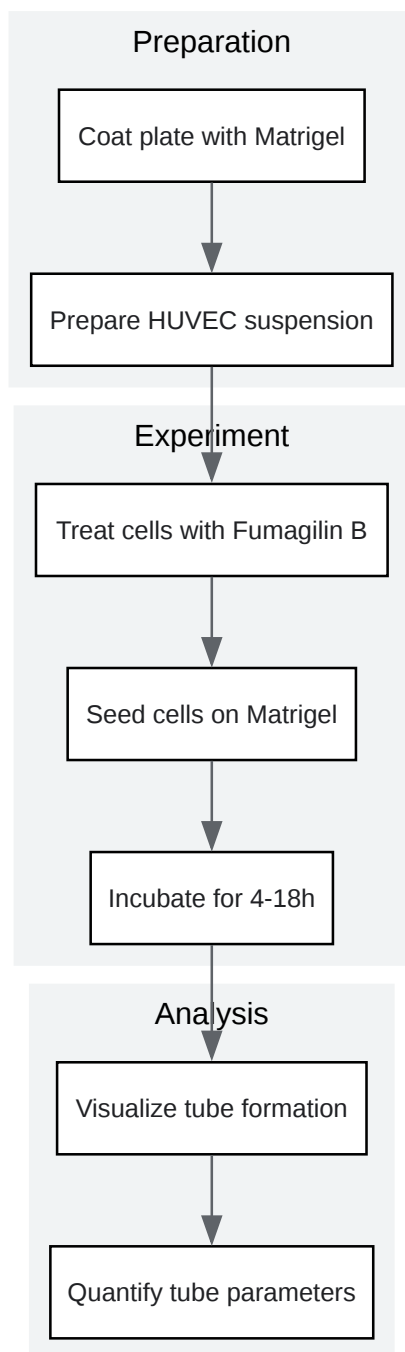 Preparation
Coat plate with Matrigel
Prepare HUVEC suspension
Experiment
Treat cells with Fumagilin B
Seed cells on Matrigel
Incubate for 4-18h
Analysis
Visualize tube formation
Quantify tube parameters